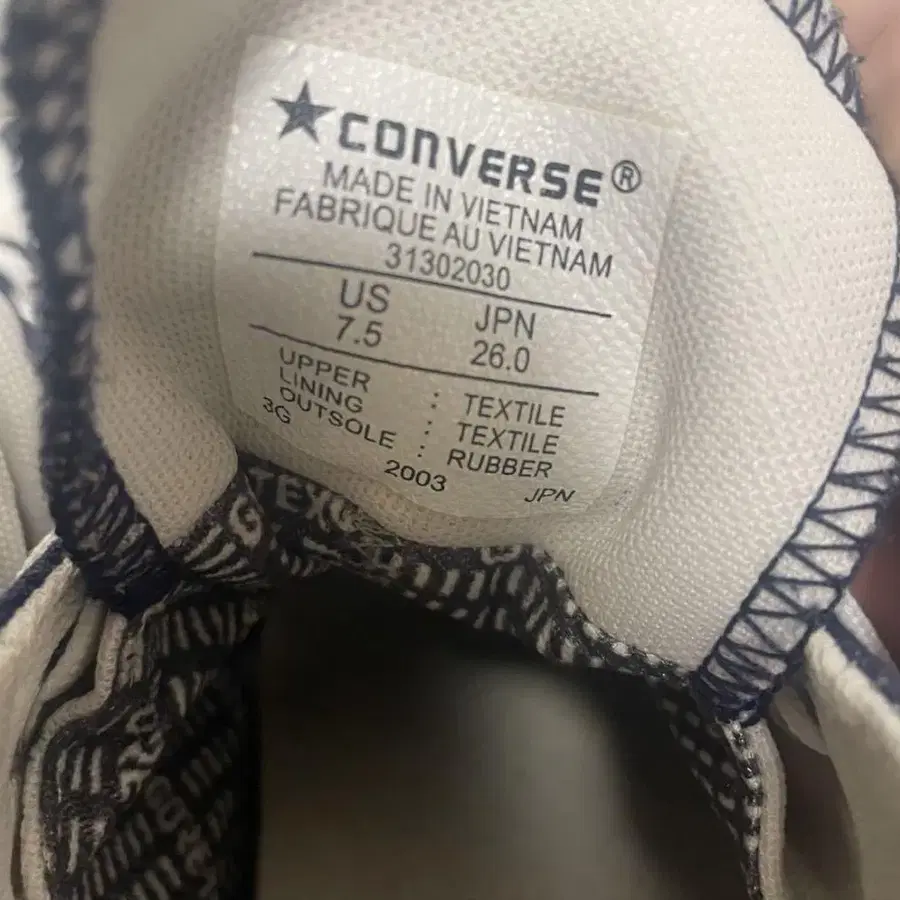 ★ CONVERSE®
MADE IN VIETNAM
FABRIQUE AU VIETNAM
31302030
US JPN
7.5 26.0
UPPER : TEXTILE
LINING : TEXTILE
OUTSOLE : RUBBER
3G 2003 JPN